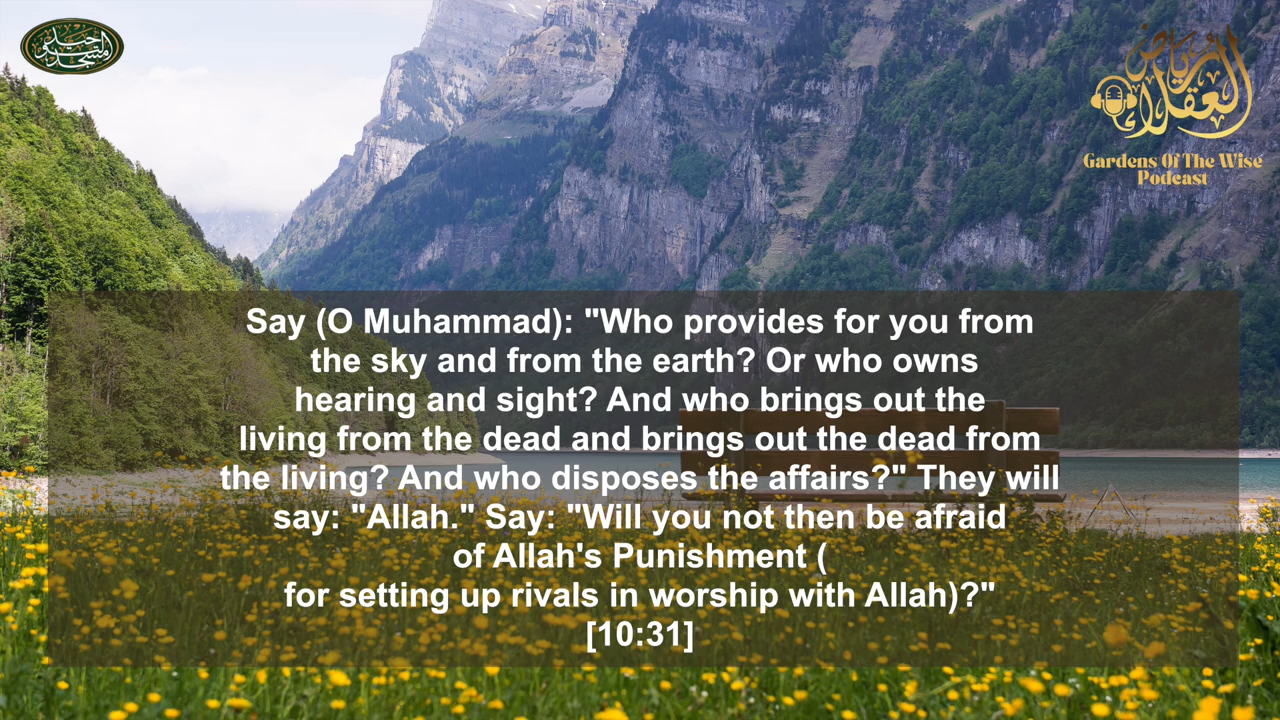 رياض
العقلاء
Gardens Of The Wise
Podcast
Say (O Muhammad): "Who provides for you from
the sky and from the earth? Or who owns
hearing and sight? And who brings out the
living from the dead and brings out the dead from
the living? And who disposes the affairs?" They will
say: "Allah." Say: "Will you not then be afraid
of Allah's Punishment (
for setting up rivals in worship with Allah)?"
[10:31]